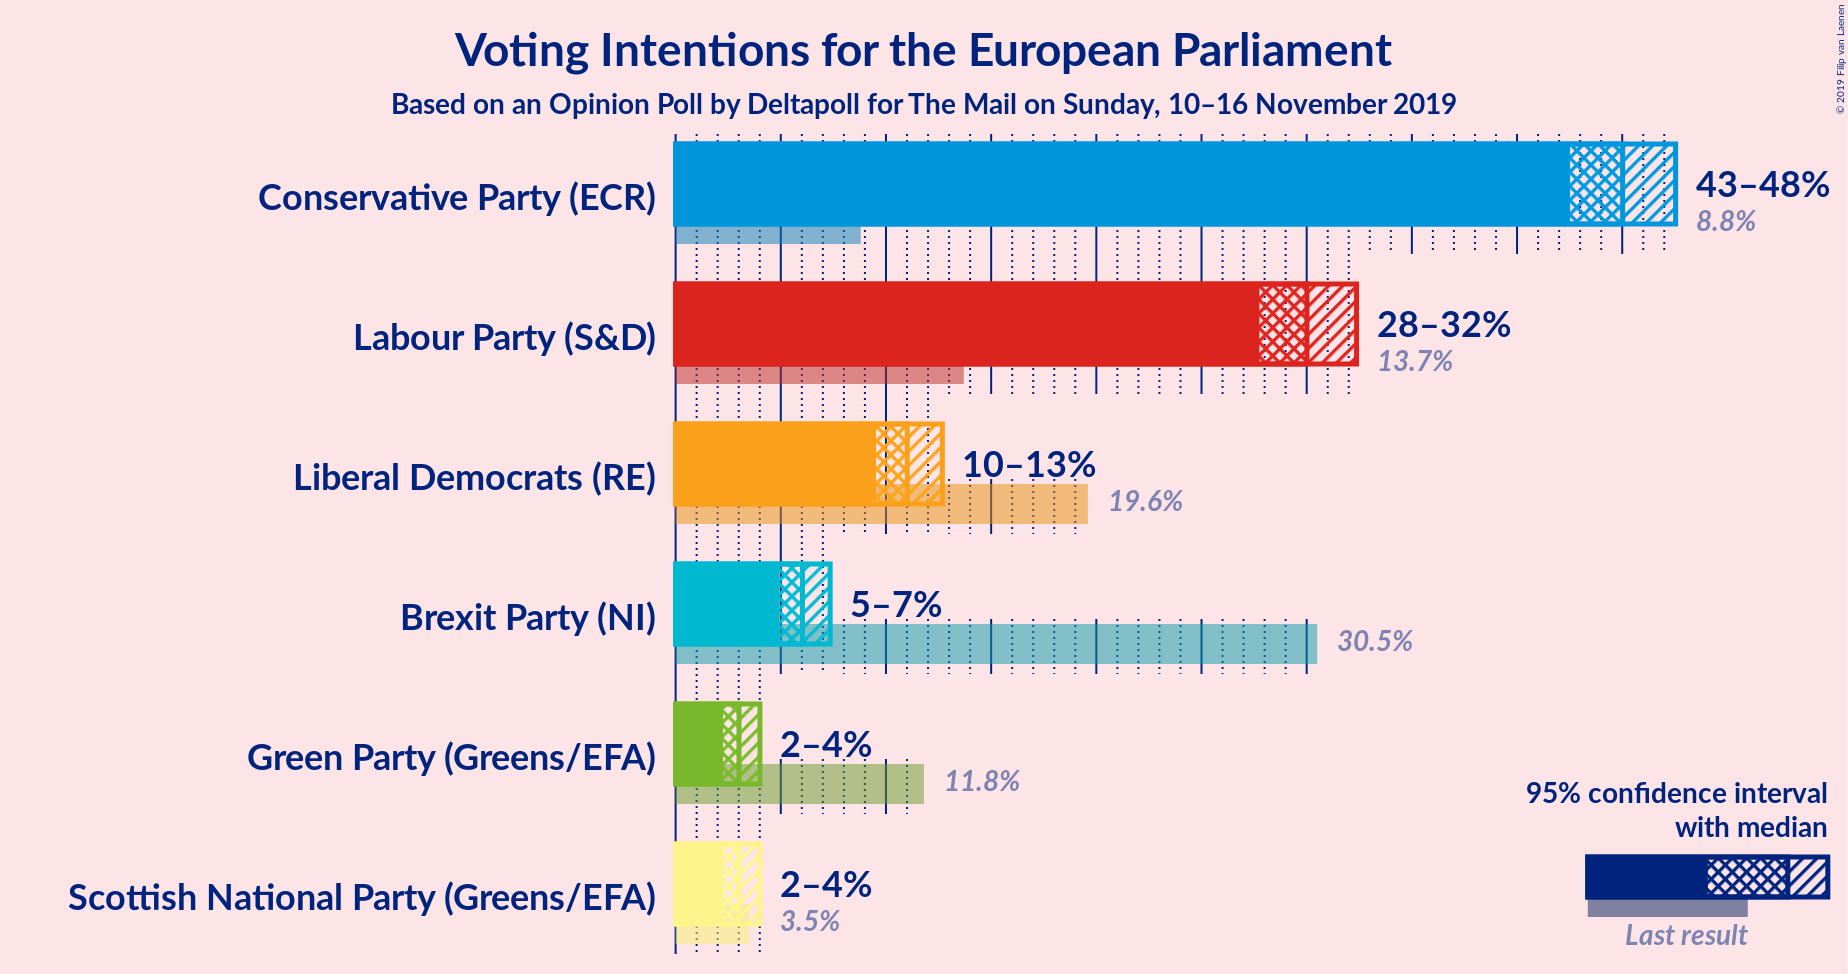 Voting Intentions for the European Parliament
Based on an Opinion Poll by Deltapoll for The Mail on Sunday, 10–16 November 2019
© 2019 Filip van Laenen
Conservative Party (ECR)
43–48%
8.8%
Labour Party (S&D)
28–32%
13.7%
Liberal Democrats (RE)
10–13%
19.6%
Brexit Party (NI)
5–7%
30.5%
Green Party (Greens/EFA)
2–4%
11.8%
Scottish National Party (Greens/EFA)
2–4%
3.5%
95% confidence interval
with median
Last result